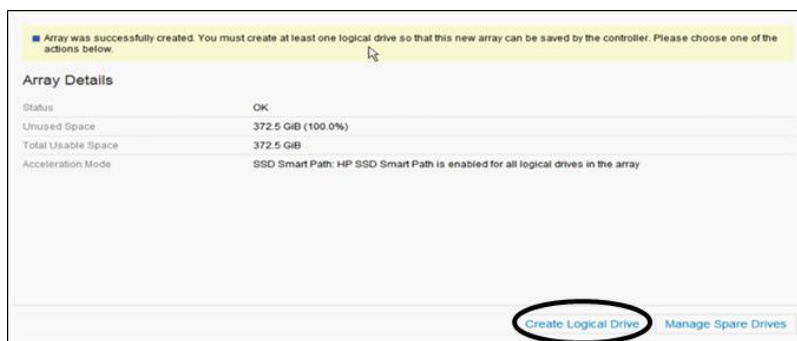 Array was successfully created. You must create at least one logical drive so that this new array can be saved by the controller. Please choose one of the
actions below.
Array Details
Status OK
Unused Space 372.5 GiB (100.0%)
Total Usable Space 372.5 GiB
Acceleration Mode SSD Smart Path: HP SSD Smart Path is enabled for all logical drives in the array
Create Logical Drive Manage Spare Drives